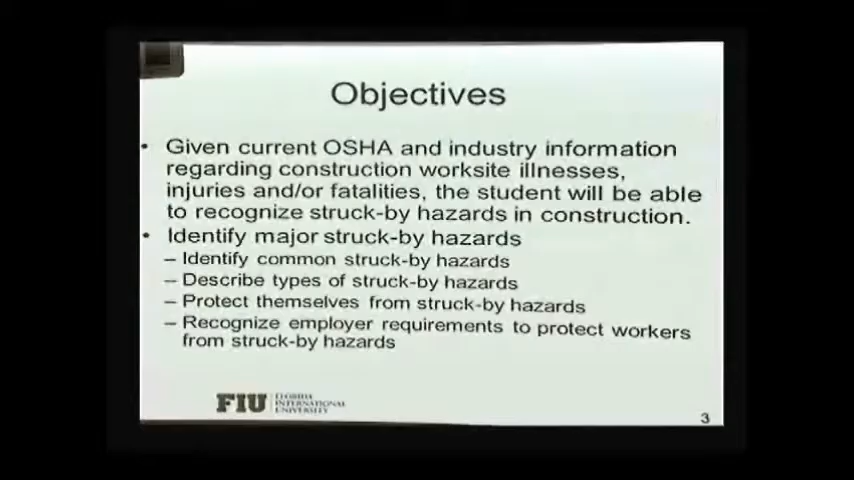 Objectives
• Given current OSHA and industry information
regarding construction worksite illnesses,
injuries and/or fatalities, the student will be able
to recognize struck-by hazards in construction.
• Identify major struck-by hazards
– Identify common struck-by hazards
– Describe types of struck-by hazards
– Protect themselves from struck-by hazards
– Recognize employer requirements to protect workers
from struck-by hazards
FIU
FLORIDA
INTERNATIONAL
UNIVERSITY
3